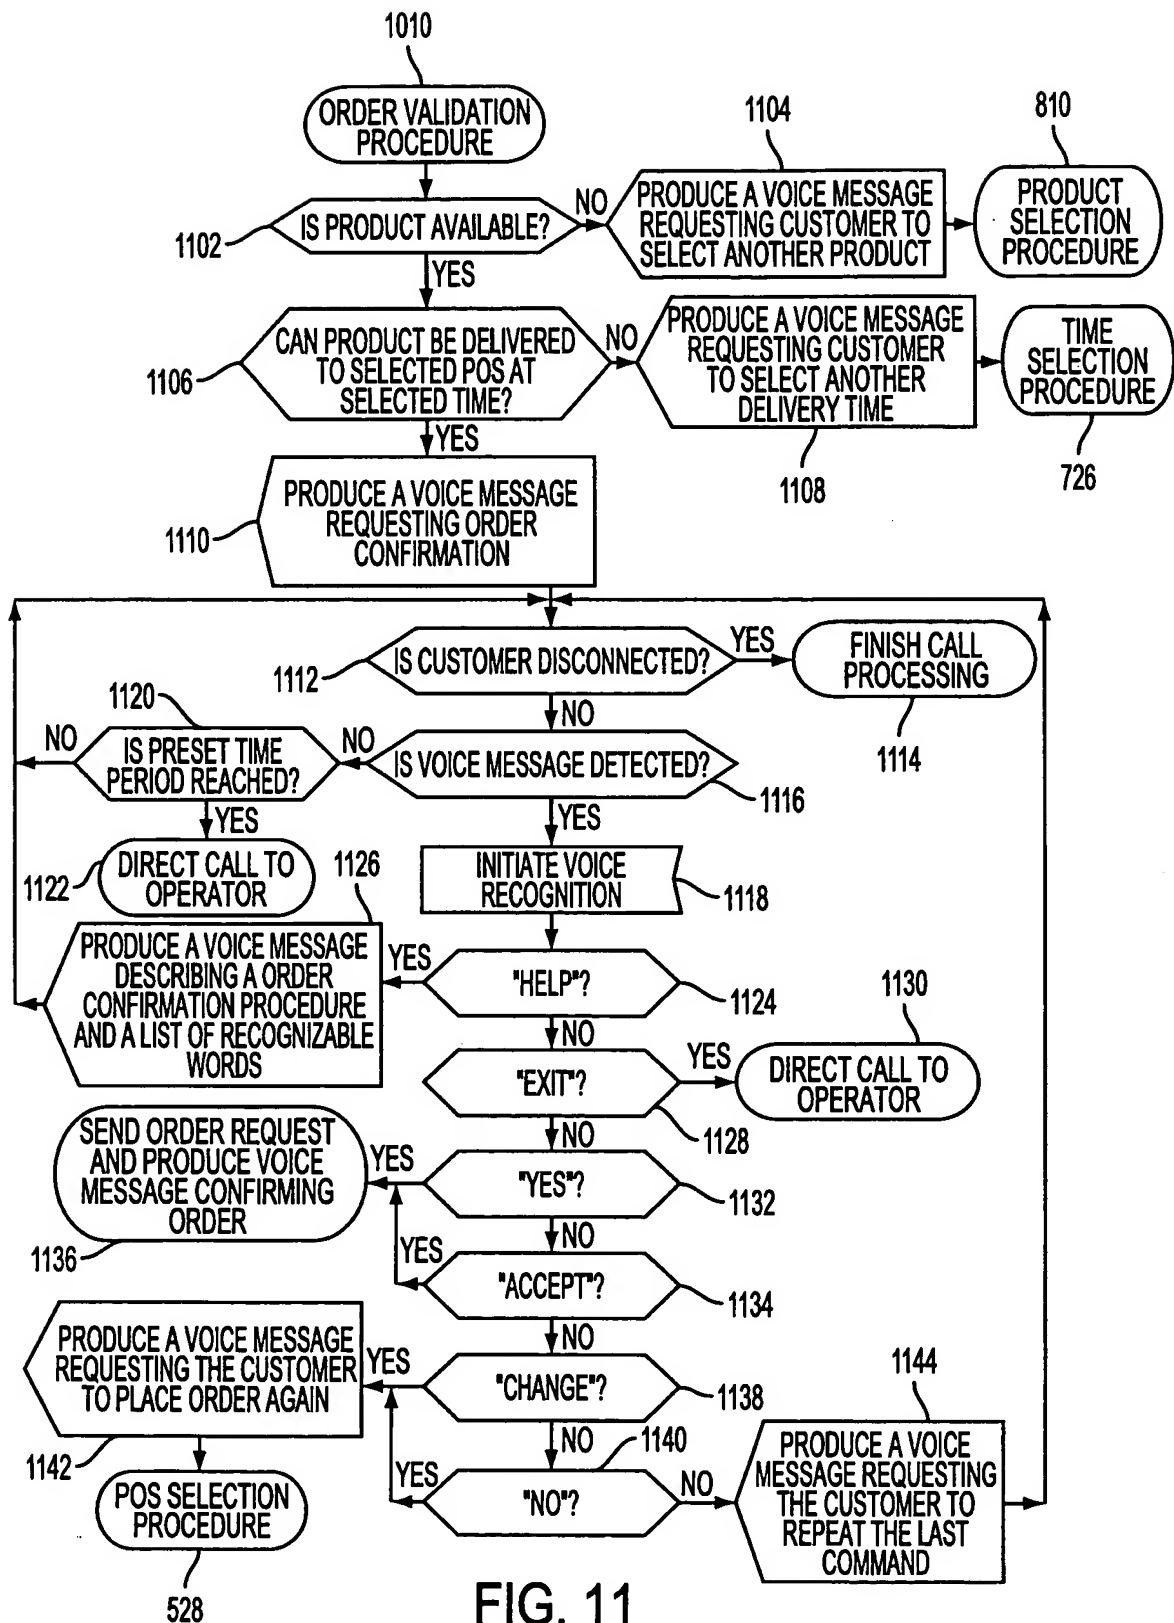 1010
ORDER VALIDATION
PROCEDURE
1104
810
1102
IS PRODUCT AVAILABLE?
NO
PRODUCE A VOICE MESSAGE
REQUESTING CUSTOMER TO
SELECT ANOTHER PRODUCT
PRODUCT
SELECTION
PROCEDURE
YES
1106
CAN PRODUCT BE DELIVERED
TO SELECTED POS AT
SELECTED TIME?
NO
PRODUCE A VOICE MESSAGE
REQUESTING CUSTOMER
TO SELECT ANOTHER
DELIVERY TIME
TIME
SELECTION
PROCEDURE
YES
1108
726
1110
PRODUCE A VOICE MESSAGE
REQUESTING ORDER
CONFIRMATION
1112
IS CUSTOMER DISCONNECTED?
YES
FINISH CALL
PROCESSING
1114
NO
1120
NO
IS PRESET TIME
PERIOD REACHED?
NO
IS VOICE MESSAGE DETECTED?
1116
YES
YES
1122
DIRECT CALL TO
OPERATOR
1126
INITIATE VOICE
RECOGNITION
1118
PRODUCE A VOICE MESSAGE
DESCRIBING A ORDER
CONFIRMATION PROCEDURE
AND A LIST OF RECOGNIZABLE
WORDS
YES
"HELP"?
1124
NO
1130
"EXIT"?
YES
DIRECT CALL TO
OPERATOR
1128
NO
SEND ORDER REQUEST
AND PRODUCE VOICE
MESSAGE CONFIRMING
ORDER
YES
"YES"?
1132
NO
1136
YES
"ACCEPT"?
1134
NO
PRODUCE A VOICE MESSAGE
REQUESTING THE CUSTOMER
TO PLACE ORDER AGAIN
YES
"CHANGE"?
1138
1144
1142
NO
1140
YES
"NO"?
NO
PRODUCE A VOICE
MESSAGE REQUESTING
THE CUSTOMER TO
REPEAT THE LAST
COMMAND
POS SELECTION
PROCEDURE
528
FIG. 11